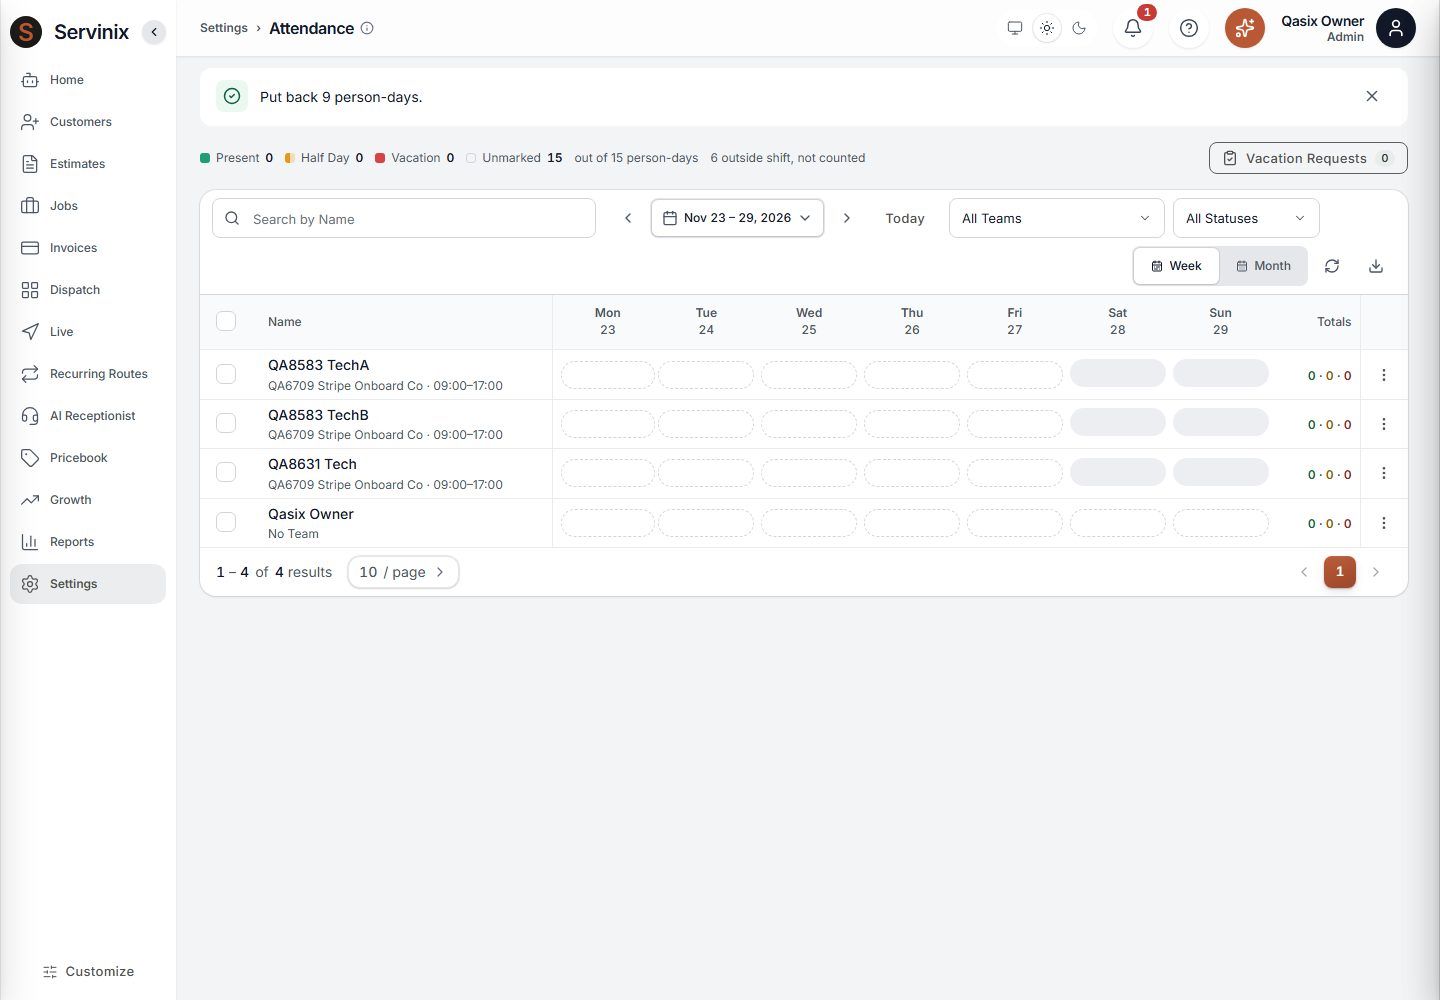 Servinix
Settings › Attendance
1
Qasix Owner
Admin
Home
Customers
Estimates
Jobs
Invoices
Dispatch
Live
Recurring Routes
AI Receptionist
Pricebook
Growth
Reports
Settings
Customize
Put back 9 person-days.
Present 0 Half Day 0 Vacation 0 Unmarked 15 out of 15 person-days 6 outside shift, not counted
Vacation Requests 0
Search by Name
Nov 23 – 29, 2026
Today
All Teams
All Statuses
Week
Month
Name Mon 23 Tue 24 Wed 25 Thu 26 Fri 27 Sat 28 Sun 29 Totals
QA8583 TechA
QA6709 Stripe Onboard Co · 09:00–17:00
0 · 0 · 0
QA8583 TechB
QA6709 Stripe Onboard Co · 09:00–17:00
0 · 0 · 0
QA8631 Tech
QA6709 Stripe Onboard Co · 09:00–17:00
0 · 0 · 0
Qasix Owner
No Team
0 · 0 · 0
1 – 4 of 4 results
10 / page
1